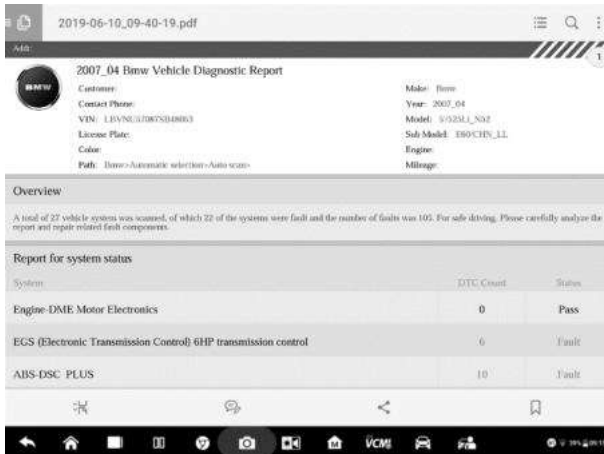 2019-06-10_09-40-19.pdf
Addr:
1
BMW
2007_04 Bmw Vehicle Diagnostic Report
Customer:
Make: Bmw
Contact Phone:
Year: 2007_04
VIN:
Model:
License Plate:
Sub Model: E60/CHN_LL
Color:
Engine:
Path: Bmw>Automatic selection>Auto scan>
Mileage:
Overview
A total of 27 vehicle system was scanned, of which 22 of the systems were fault and the number of faults was 105. For safe driving, Please carefully analyze the
report and repair related fault components.
Report for system status
System DTC Count Status
Engine-DME Motor Electronics 0 Pass
EGS (Electronic Transmission Control) 6HP transmission control 6 Fault
ABS-DSC PLUS 10 Fault
M VCMI